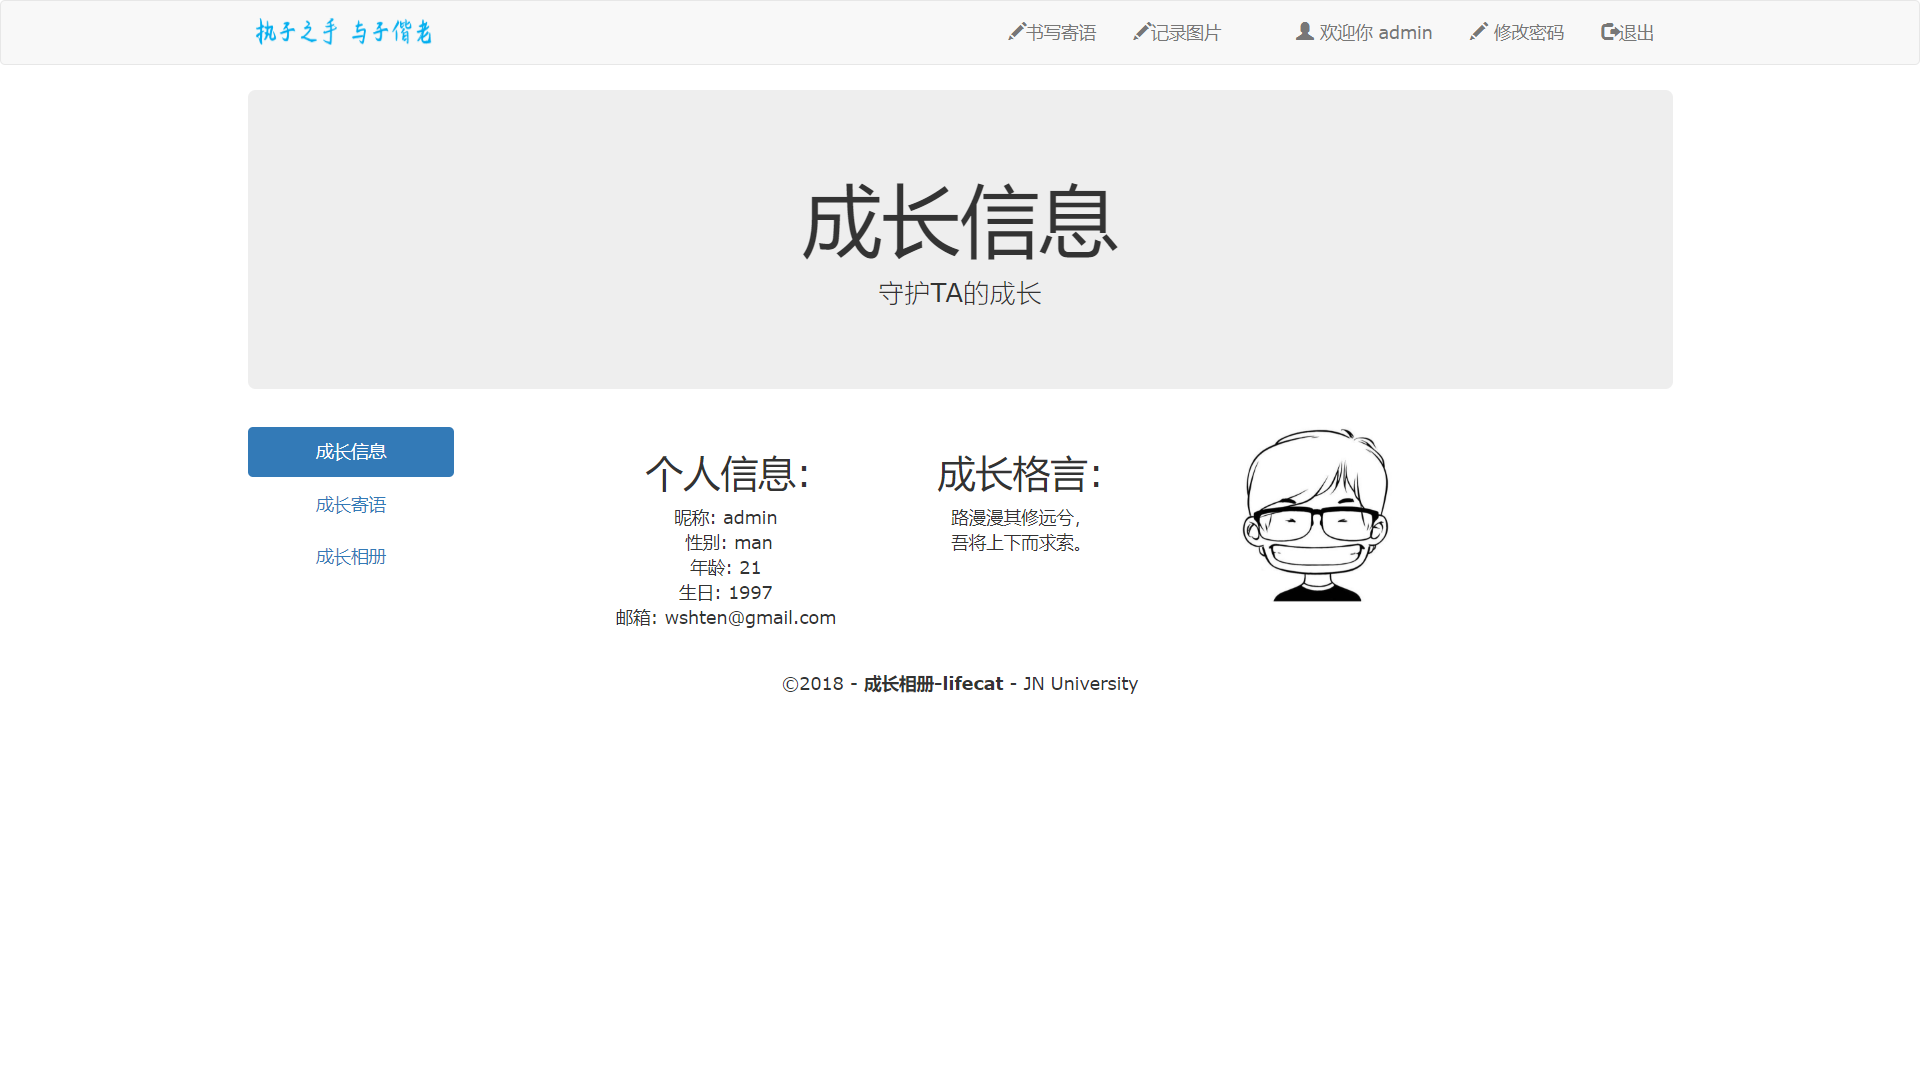 执子之手 与子偕老
书写寄语
记录图片
欢迎你 admin
修改密码
退出
成长信息
守护TA的成长
成长信息
成长寄语
成长相册
个人信息:
昵称: admin
性别: man
年龄: 21
生日: 1997
邮箱: wshten@gmail.com
成长格言:
路漫漫其修远兮，
吾将上下而求索。
©2018 - 成长相册-lifecat - JN University